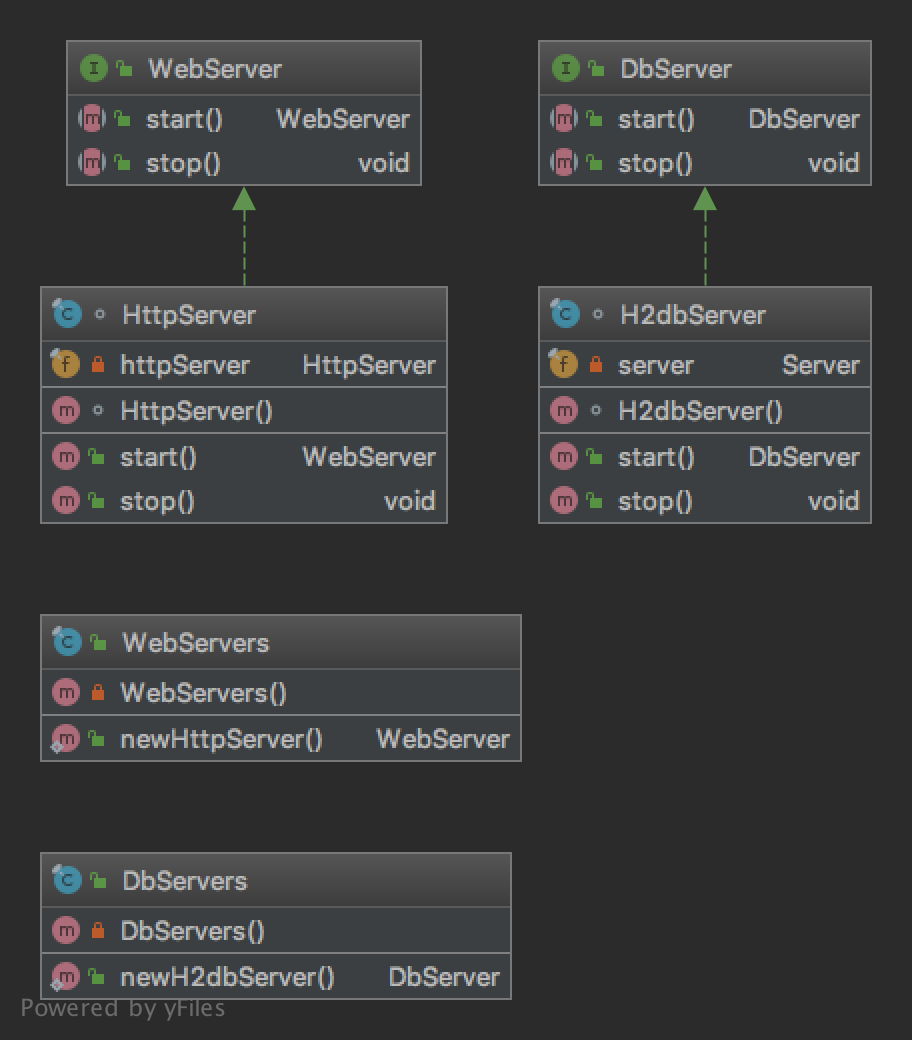 WebServer
start() WebServer
stop() void
DbServer
start() DbServer
stop() void
HttpServer
httpServer HttpServer
HttpServer()
start() WebServer
stop() void
H2dbServer
server Server
H2dbServer()
start() DbServer
stop() void
WebServers
WebServers()
newHttpServer() WebServer
DbServers
DbServers()
newH2dbServer() DbServer
Powered by yFiles